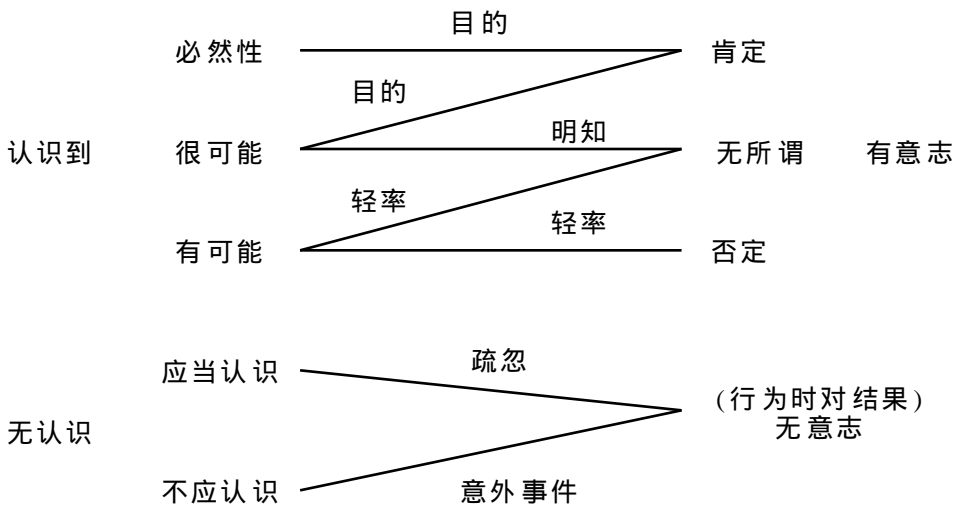 目的
必然性
肯定
目的
明知
认识到
很可能
无所谓
有意志
轻率
轻率
有可能
否定
疏忽
应当认识
(行为时对结果)
无意志
无认识
不应认识
意外事件